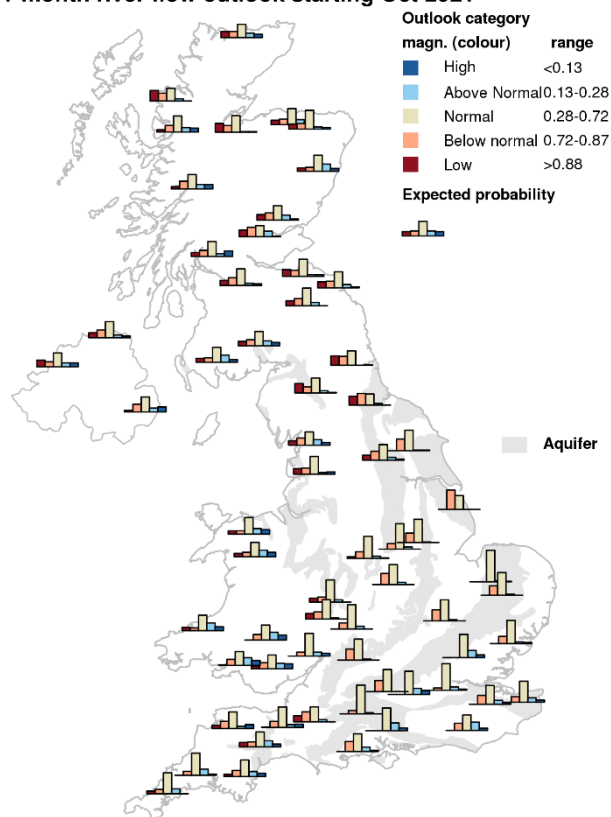 Outlook category
magn. (colour) range
High <0.13
Above Normal 0.13-0.28
Normal 0.28-0.72
Below normal 0.72-0.87
Low >0.88
Expected probability
Aquifer